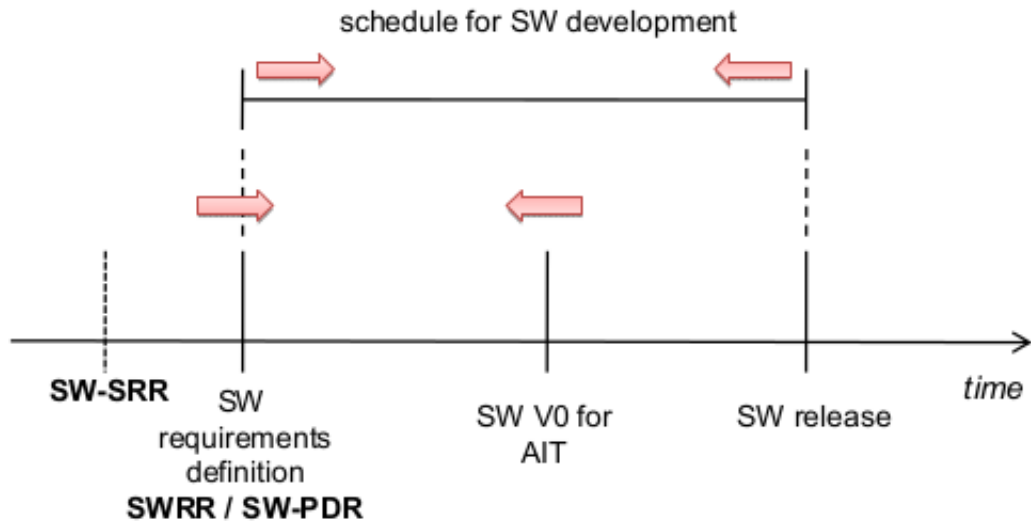 schedule for SW development
SW-SRR
SW
requirements
definition
SWRR / SW-PDR
SW V0 for
AIT
SW release
time